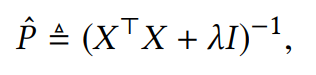 P̂ ≜ (X⊤X + λI)⁻¹,